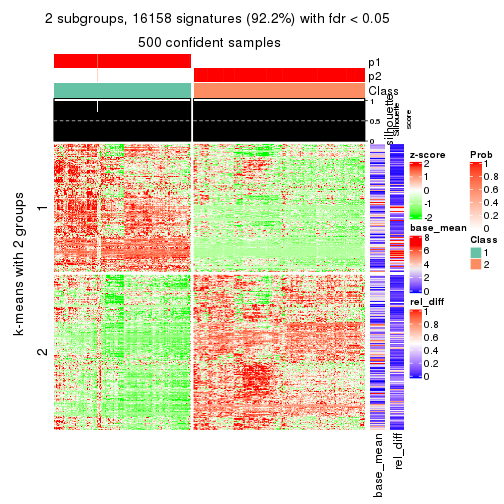 2 subgroups, 16158 signatures (92.2%) with fdr < 0.05
500 confident samples
p1
p2
Class
1
0.5
0
silhouette
Silhouette
score
k-means with 2 groups
1
2
base_mean
rel_diff
z-score
2
1
0
-1
-2
base_mean
8
6
4
2
0
rel_diff
1
0.8
0.6
0.4
0.2
0
Prob
1
0.8
0.6
0.4
0.2
0
Class
1
2